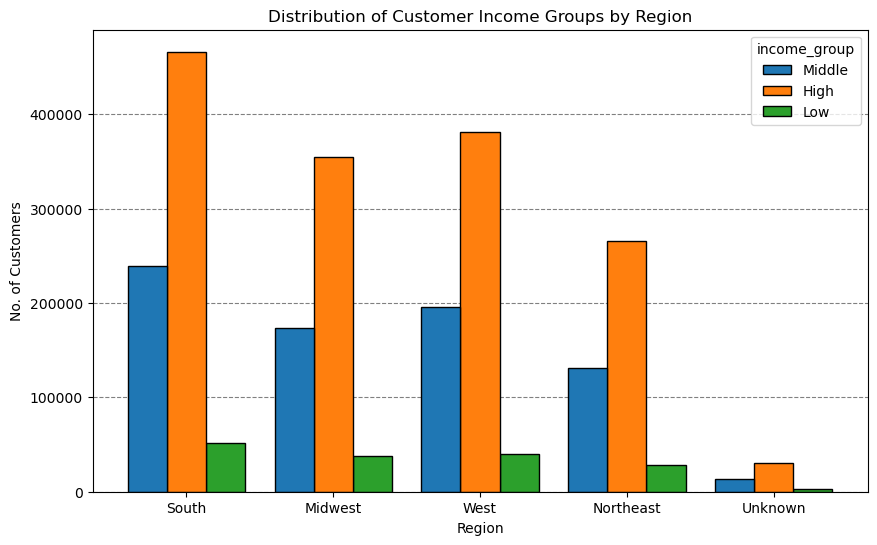 Distribution of Customer Income Groups by Region
income_group
Middle
High
Low
No. of Customers
400000
300000
200000
100000
0
South Midwest West Northeast Unknown
Region